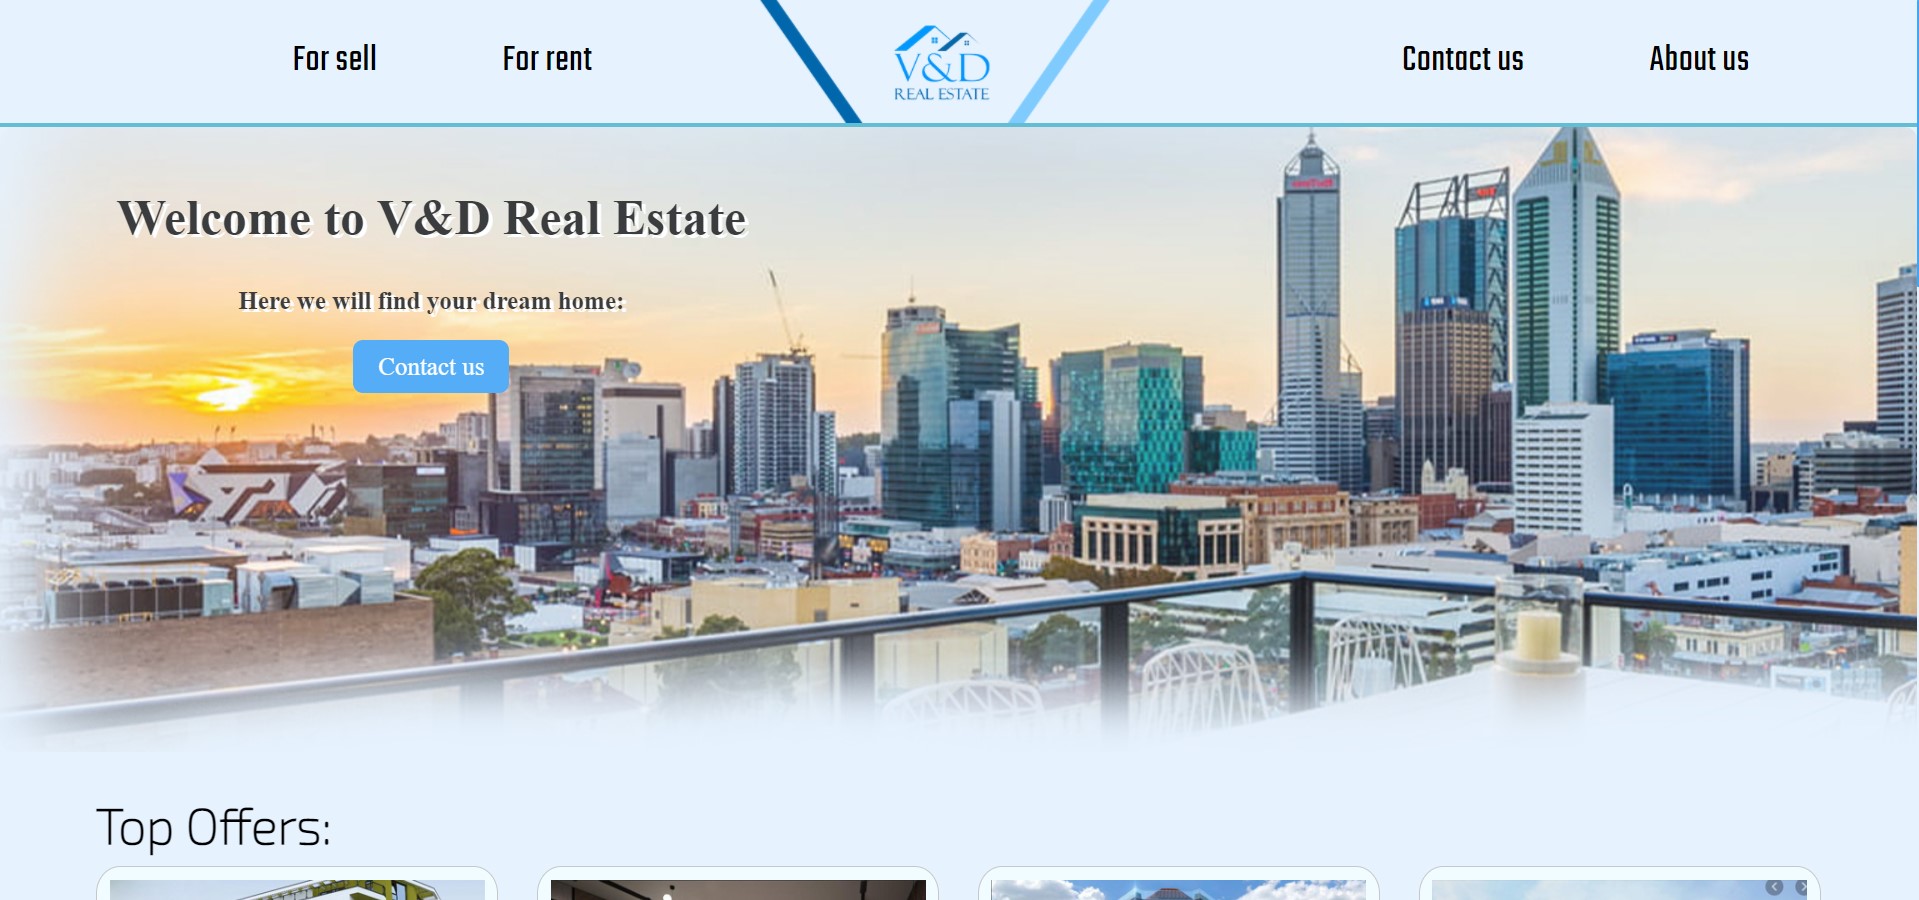 For sell
For rent
V&D
REAL ESTATE
Contact us
About us
Welcome to V&D Real Estate
Here we will find your dream home:
Contact us
Top Offers: